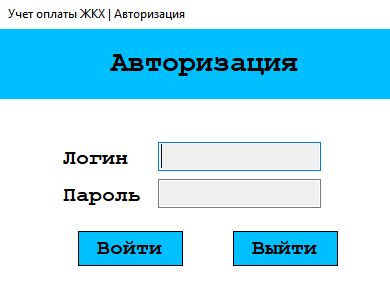 Учет оплаты ЖКХ | Авторизация
Авторизация
Логин
Пароль
Войти Выйти